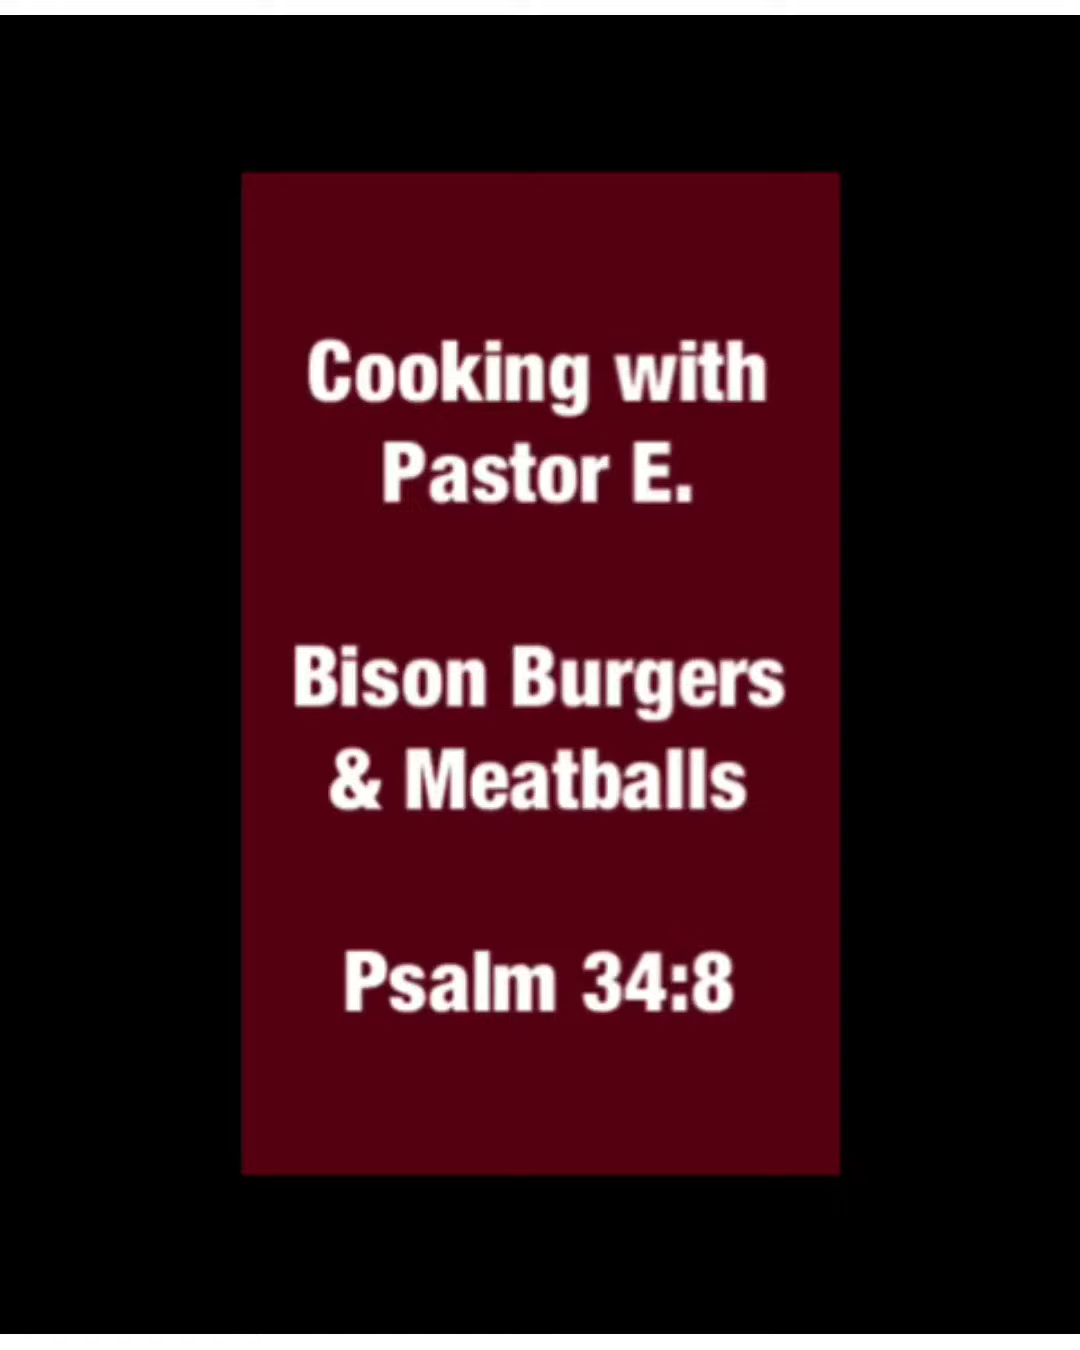 Cooking with
Pastor E.
Bison Burgers
& Meatballs
Psalm 34:8